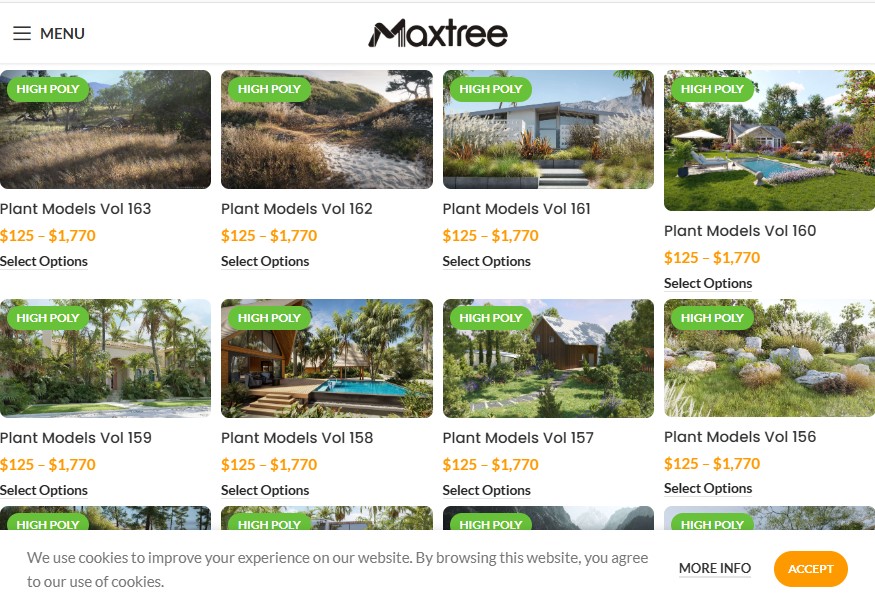 MENU
Maxtree
HIGH POLY
HIGH POLY
HIGH POLY
HIGH POLY
Plant Models Vol 163
$125 – $1,770
Select Options
Plant Models Vol 162
$125 – $1,770
Select Options
Plant Models Vol 161
$125 – $1,770
Select Options
Plant Models Vol 160
$125 – $1,770
Select Options
HIGH POLY
HIGH POLY
HIGH POLY
HIGH POLY
Plant Models Vol 159
$125 – $1,770
Select Options
Plant Models Vol 158
$125 – $1,770
Select Options
Plant Models Vol 157
$125 – $1,770
Select Options
Plant Models Vol 156
$125 – $1,770
Select Options
HIGH POLY
HIGH POLY
HIGH POLY
HIGH POLY
We use cookies to improve your experience on our website. By browsing this website, you agree
to our use of cookies.
MORE INFO
ACCEPT